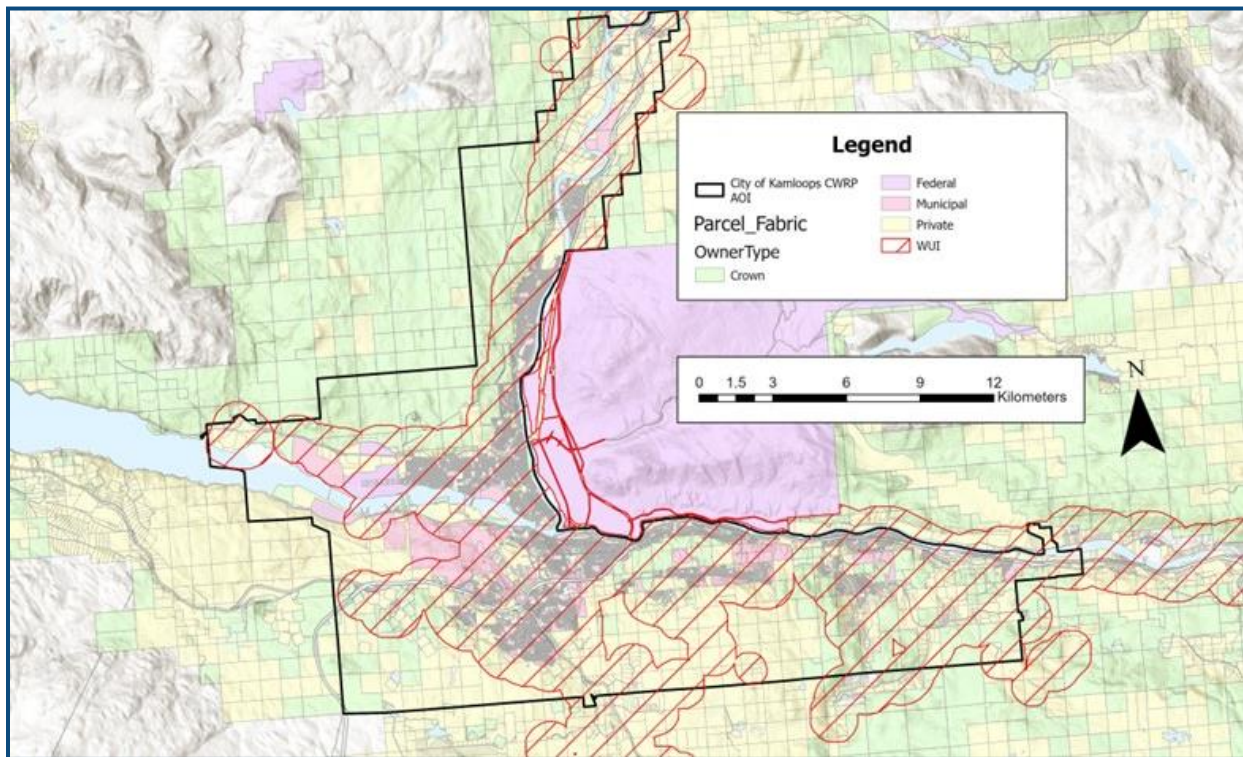 Legend
City of Kamloops CWRP
AOI
Parcel_Fabric
OwnerType
Crown
Federal
Municipal
Private
WUI
0 1.5 3 6 9 12
Kilometers
N